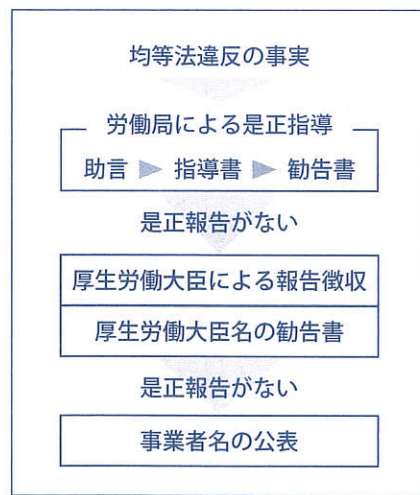 均等法違反の事実
労働局による是正指導
助言 ▶ 指導書 ▶ 勧告書
是正報告がない
厚生労働大臣による報告徴収
厚生労働大臣名の勧告書
是正報告がない
事業者名の公表